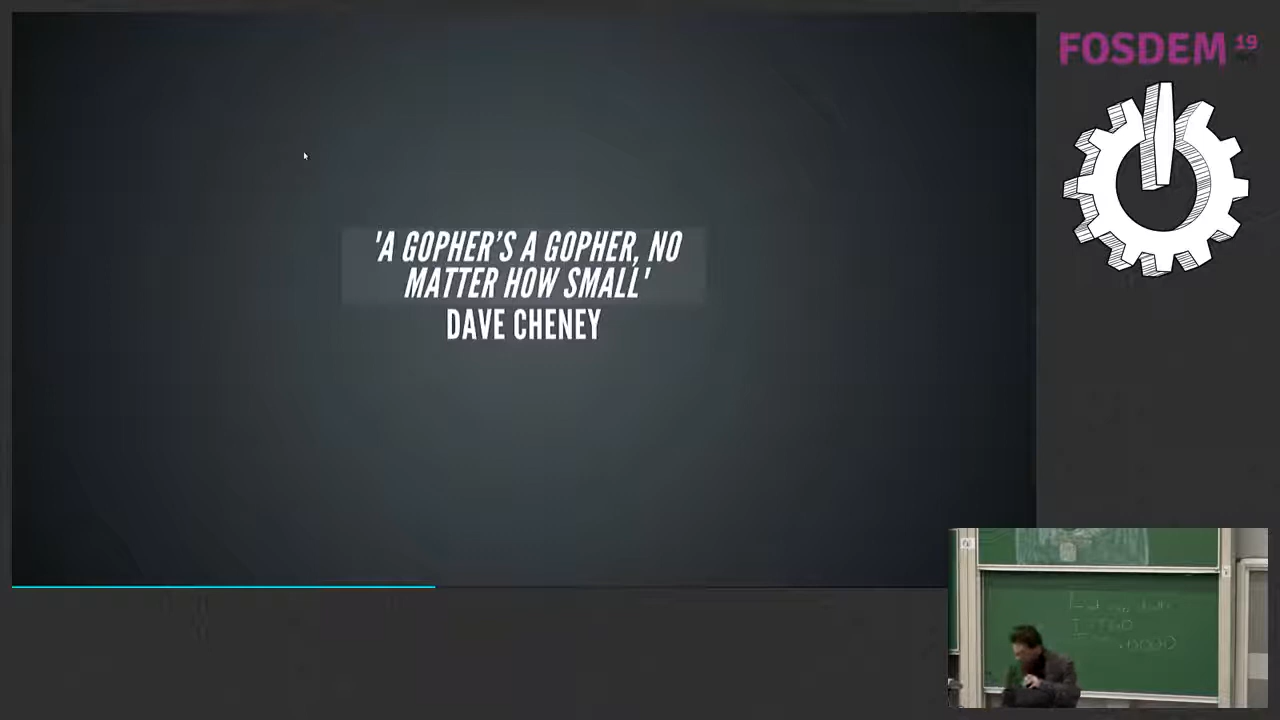 FOSDEM 19
'A GOPHER'S A GOPHER, NO
MATTER HOW SMALL'
DAVE CHENEY